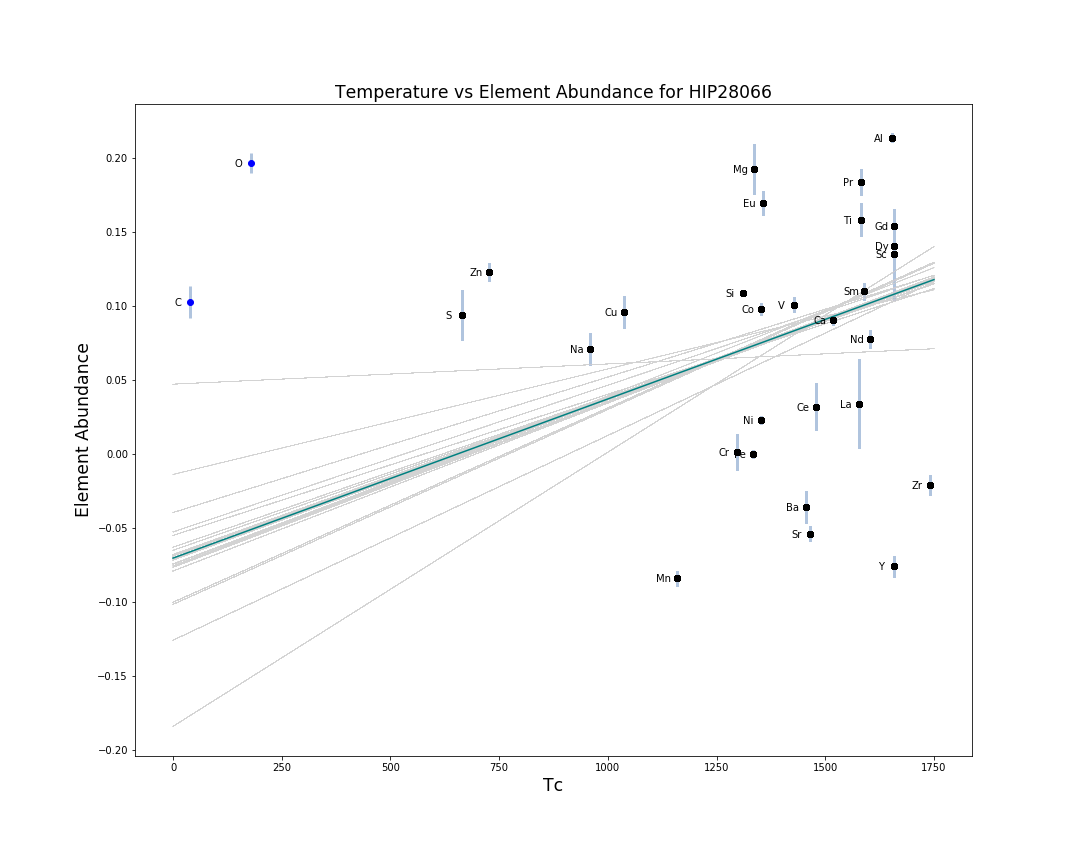 Temperature vs Element Abundance for HIP28066
Element Abundance
0.20
0.15
0.10
0.05
0.00
−0.05
−0.10
−0.15
−0.20
Al
O
Mg
Pr
Eu
Ti
Gd
Dy
Sc
Zn
Si
Sm
C
Co
V
S
Cu
Ca
Nd
Na
Ce
La
Ni
Cr
Fe
Zr
Ba
Sr
Y
Mn
0
250
500
750
1000
1250
1500
1750
Tc